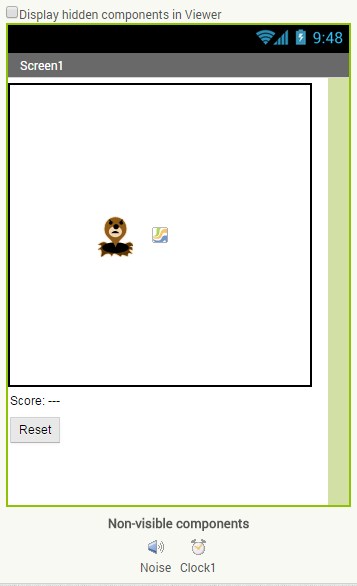 Display hidden components in Viewer
9:48
Screen1
Score: ---
Reset
Non-visible components
Noise Clock1